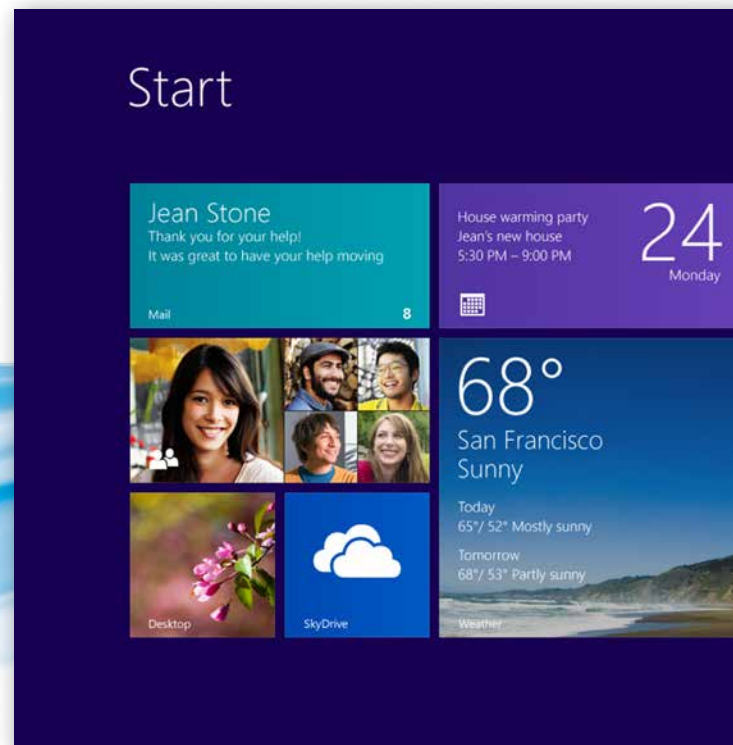 Start
Jean Stone
Thank you for your help!
It was great to have your help moving
Mail
8
House warming party
Jean's new house
5:30 PM – 9:00 PM
24
Monday
68°
San Francisco
Sunny
Today
65°/ 52° Mostly sunny
Tomorrow
68°/ 53° Partly sunny
Weather
Desktop
SkyDrive